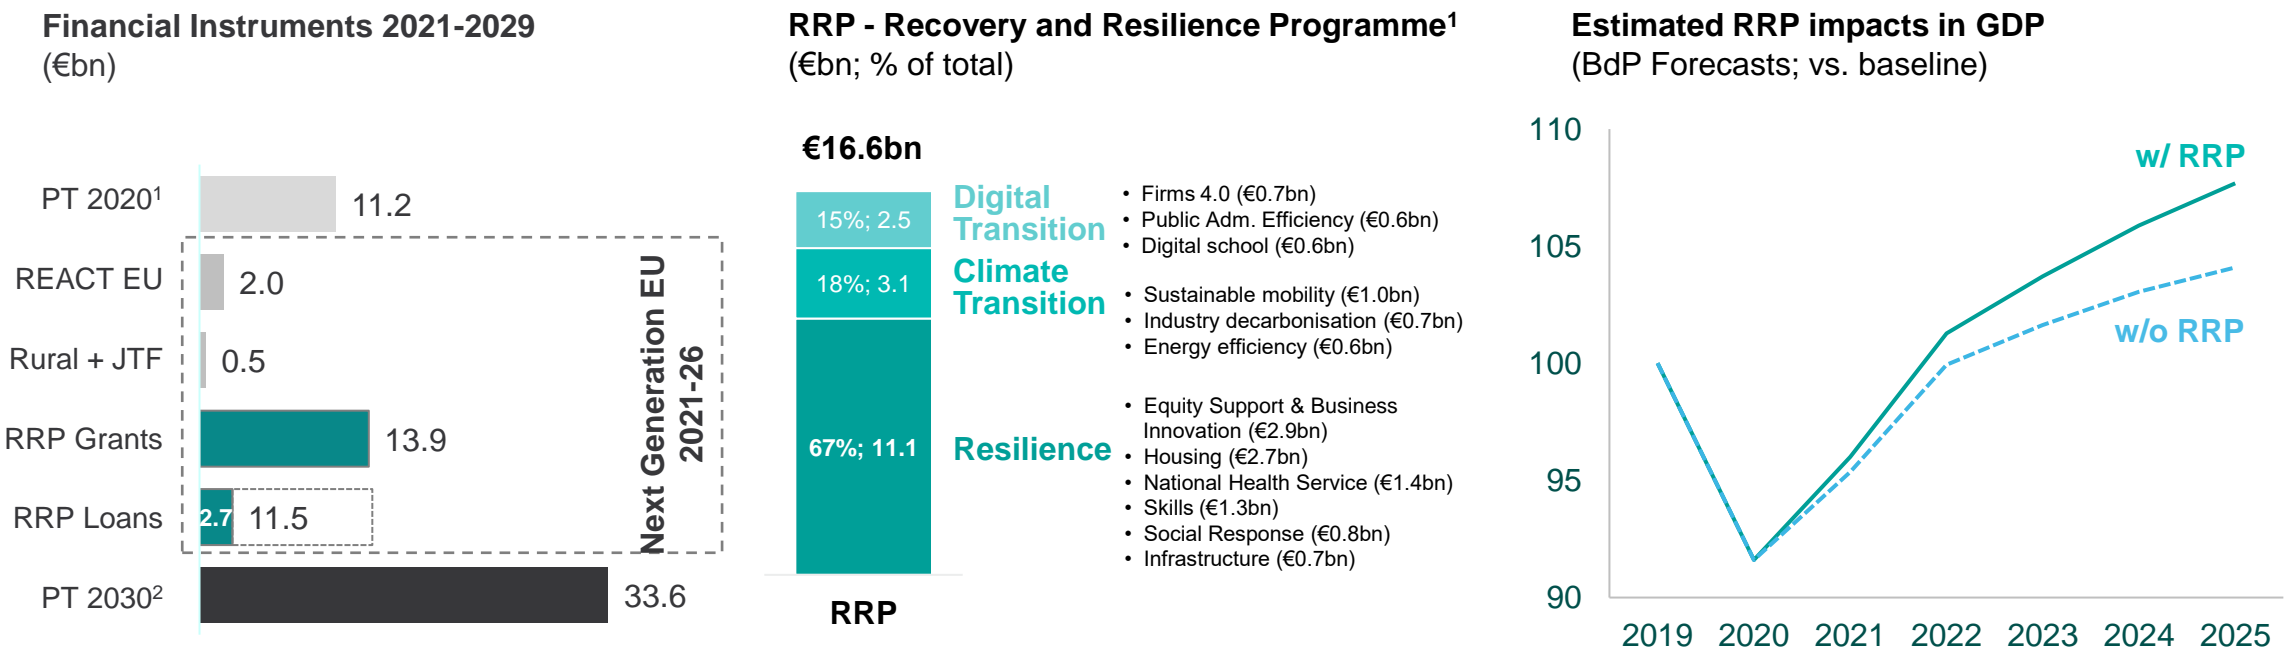 Financial Instruments 2021-2029
(€bn)
PT 2020¹
11.2
REACT EU
2.0
Rural + JTF
0.5
RRP Grants
13.9
RRP Loans
2.7
11.5
PT 2030²
33.6
Next Generation EU
2021-26
RRP - Recovery and Resilience Programme¹
(€bn; % of total)
€16.6bn
15%; 2.5
18%; 3.1
67%; 11.1
RRP
Digital
Transition
• Firms 4.0 (€0.7bn)
• Public Adm. Efficiency (€0.6bn)
• Digital school (€0.6bn)
Climate
Transition
• Sustainable mobility (€1.0bn)
• Industry decarbonisation (€0.7bn)
• Energy efficiency (€0.6bn)
Resilience
• Equity Support & Business
Innovation (€2.9bn)
• Housing (€2.7bn)
• National Health Service (€1.4bn)
• Skills (€1.3bn)
• Social Response (€0.8bn)
• Infrastructure (€0.7bn)
Estimated RRP impacts in GDP
(BdP Forecasts; vs. baseline)
110
105
100
95
90
w/ RRP
w/o RRP
2019 2020 2021 2022 2023 2024 2025